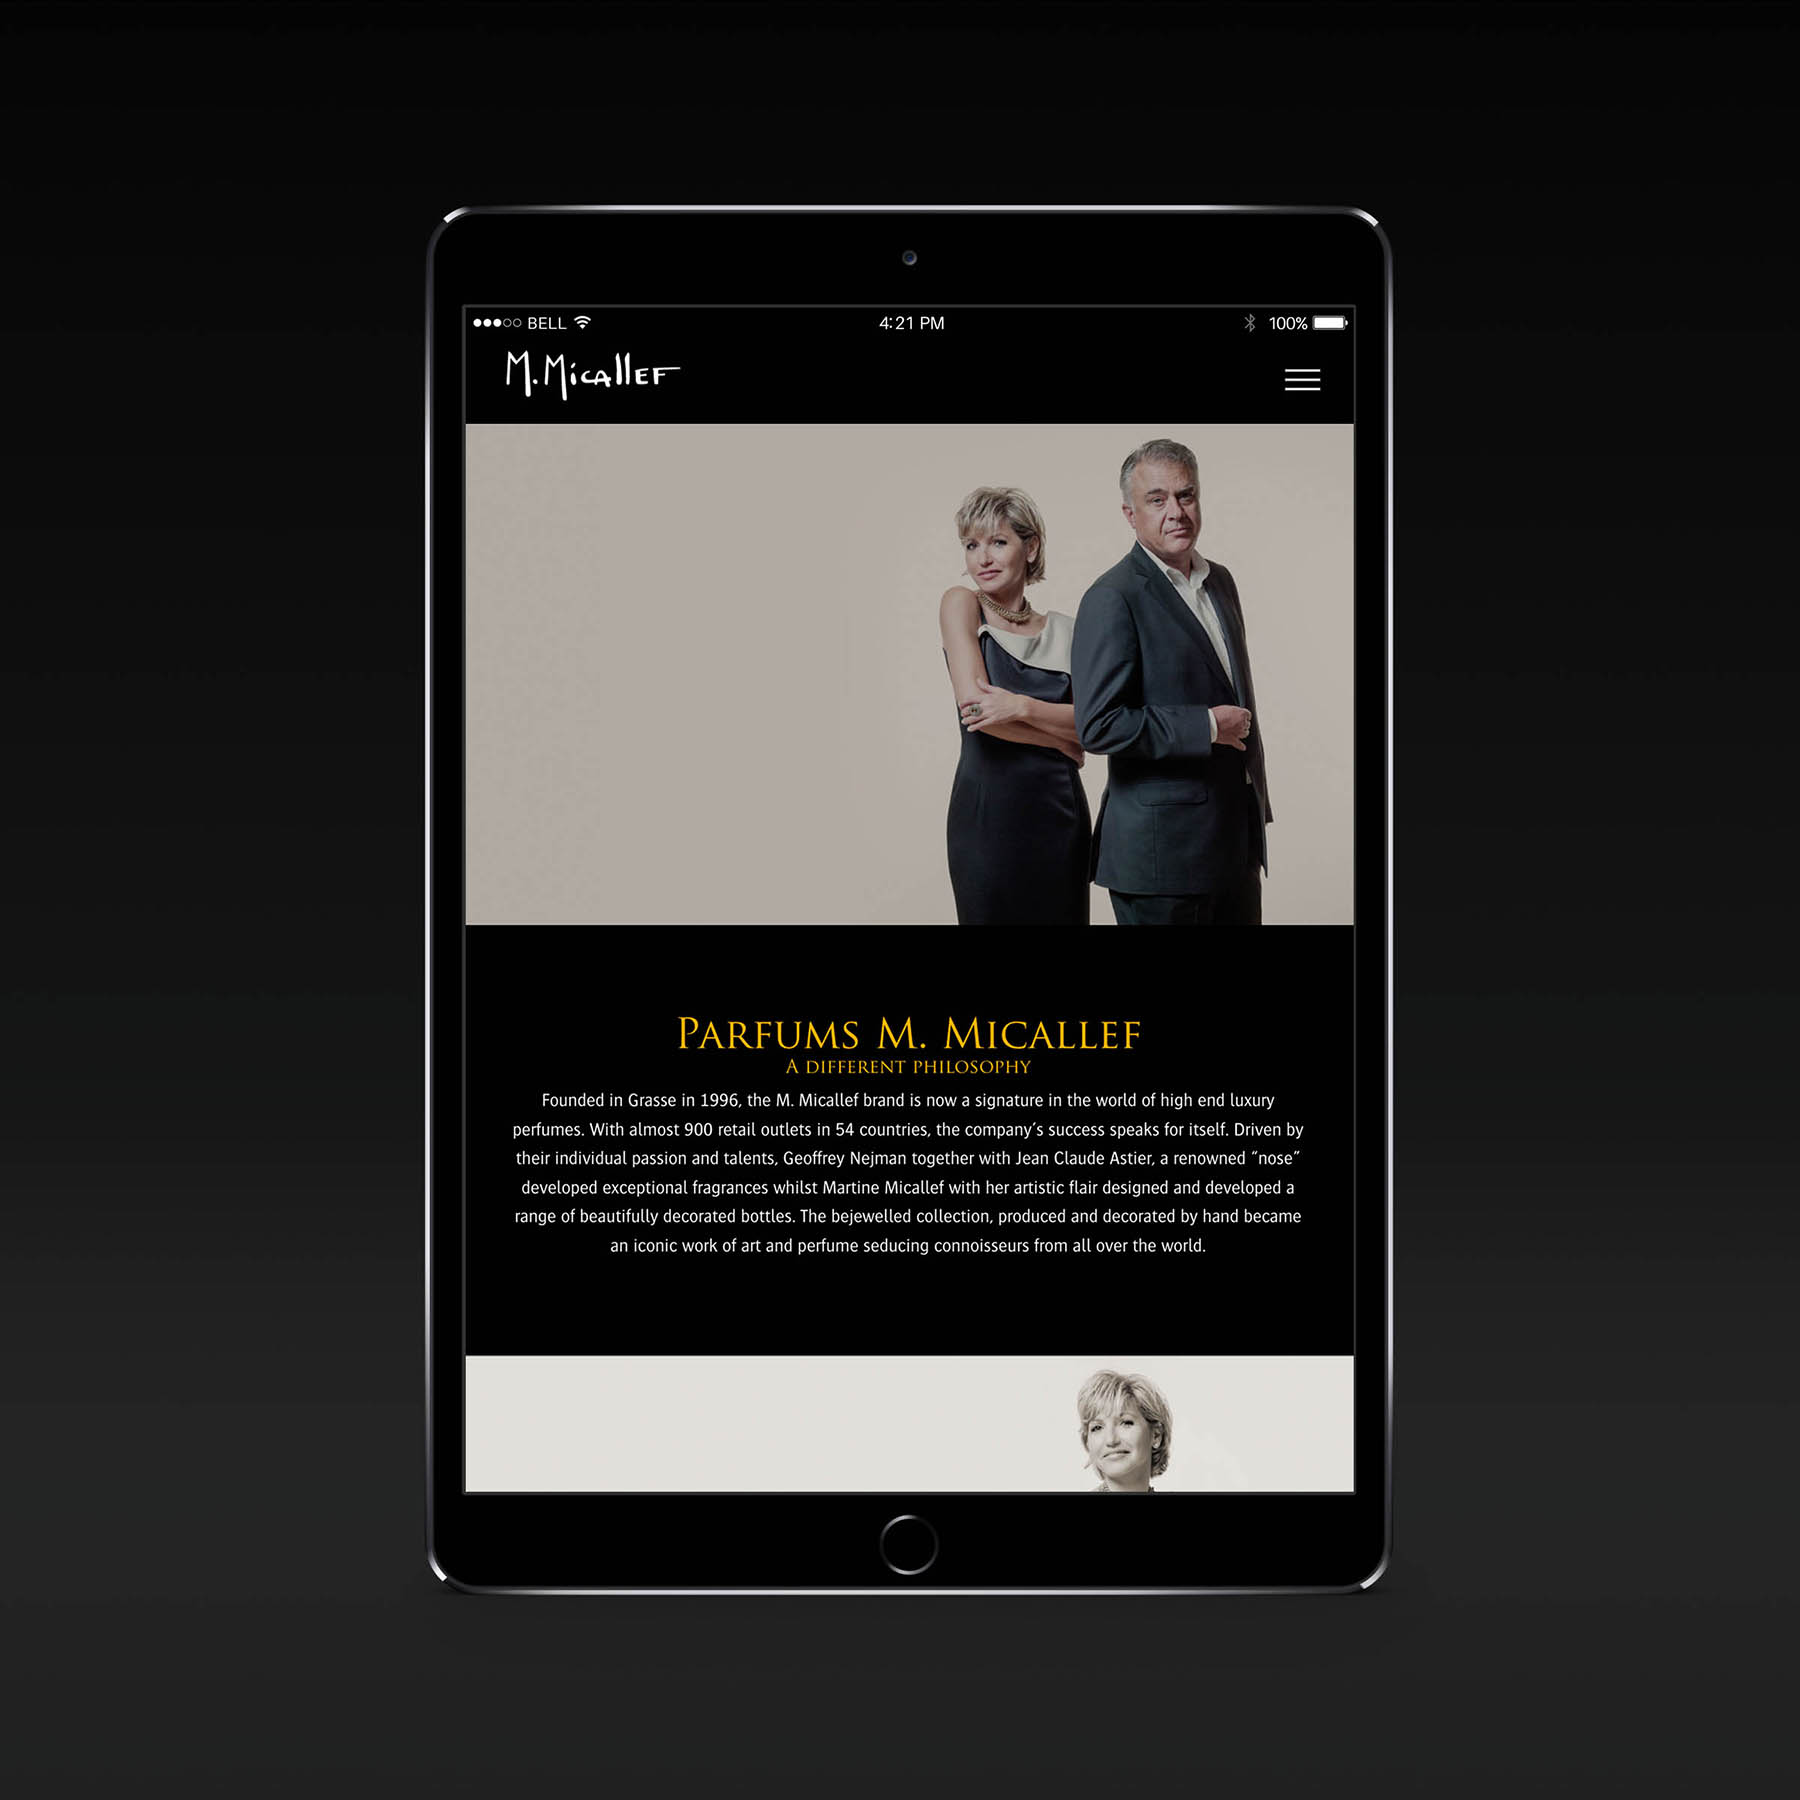 BELL 4:21 PM 100%
M. Micallef
Parfums M. Micallef
A different philosophy
Founded in Grasse in 1996, the M. Micallef brand is now a signature in the world of high end luxury
perfumes. With almost 900 retail outlets in 54 countries, the company´s success speaks for itself. Driven by
their individual passion and talents, Geoffrey Nejman together with Jean Claude Astier, a renowned “nose”
developed exceptional fragrances whilst Martine Micallef with her artistic flair designed and developed a
range of beautifully decorated bottles. The bejewelled collection, produced and decorated by hand became
an iconic work of art and perfume seducing connoisseurs from all over the world.